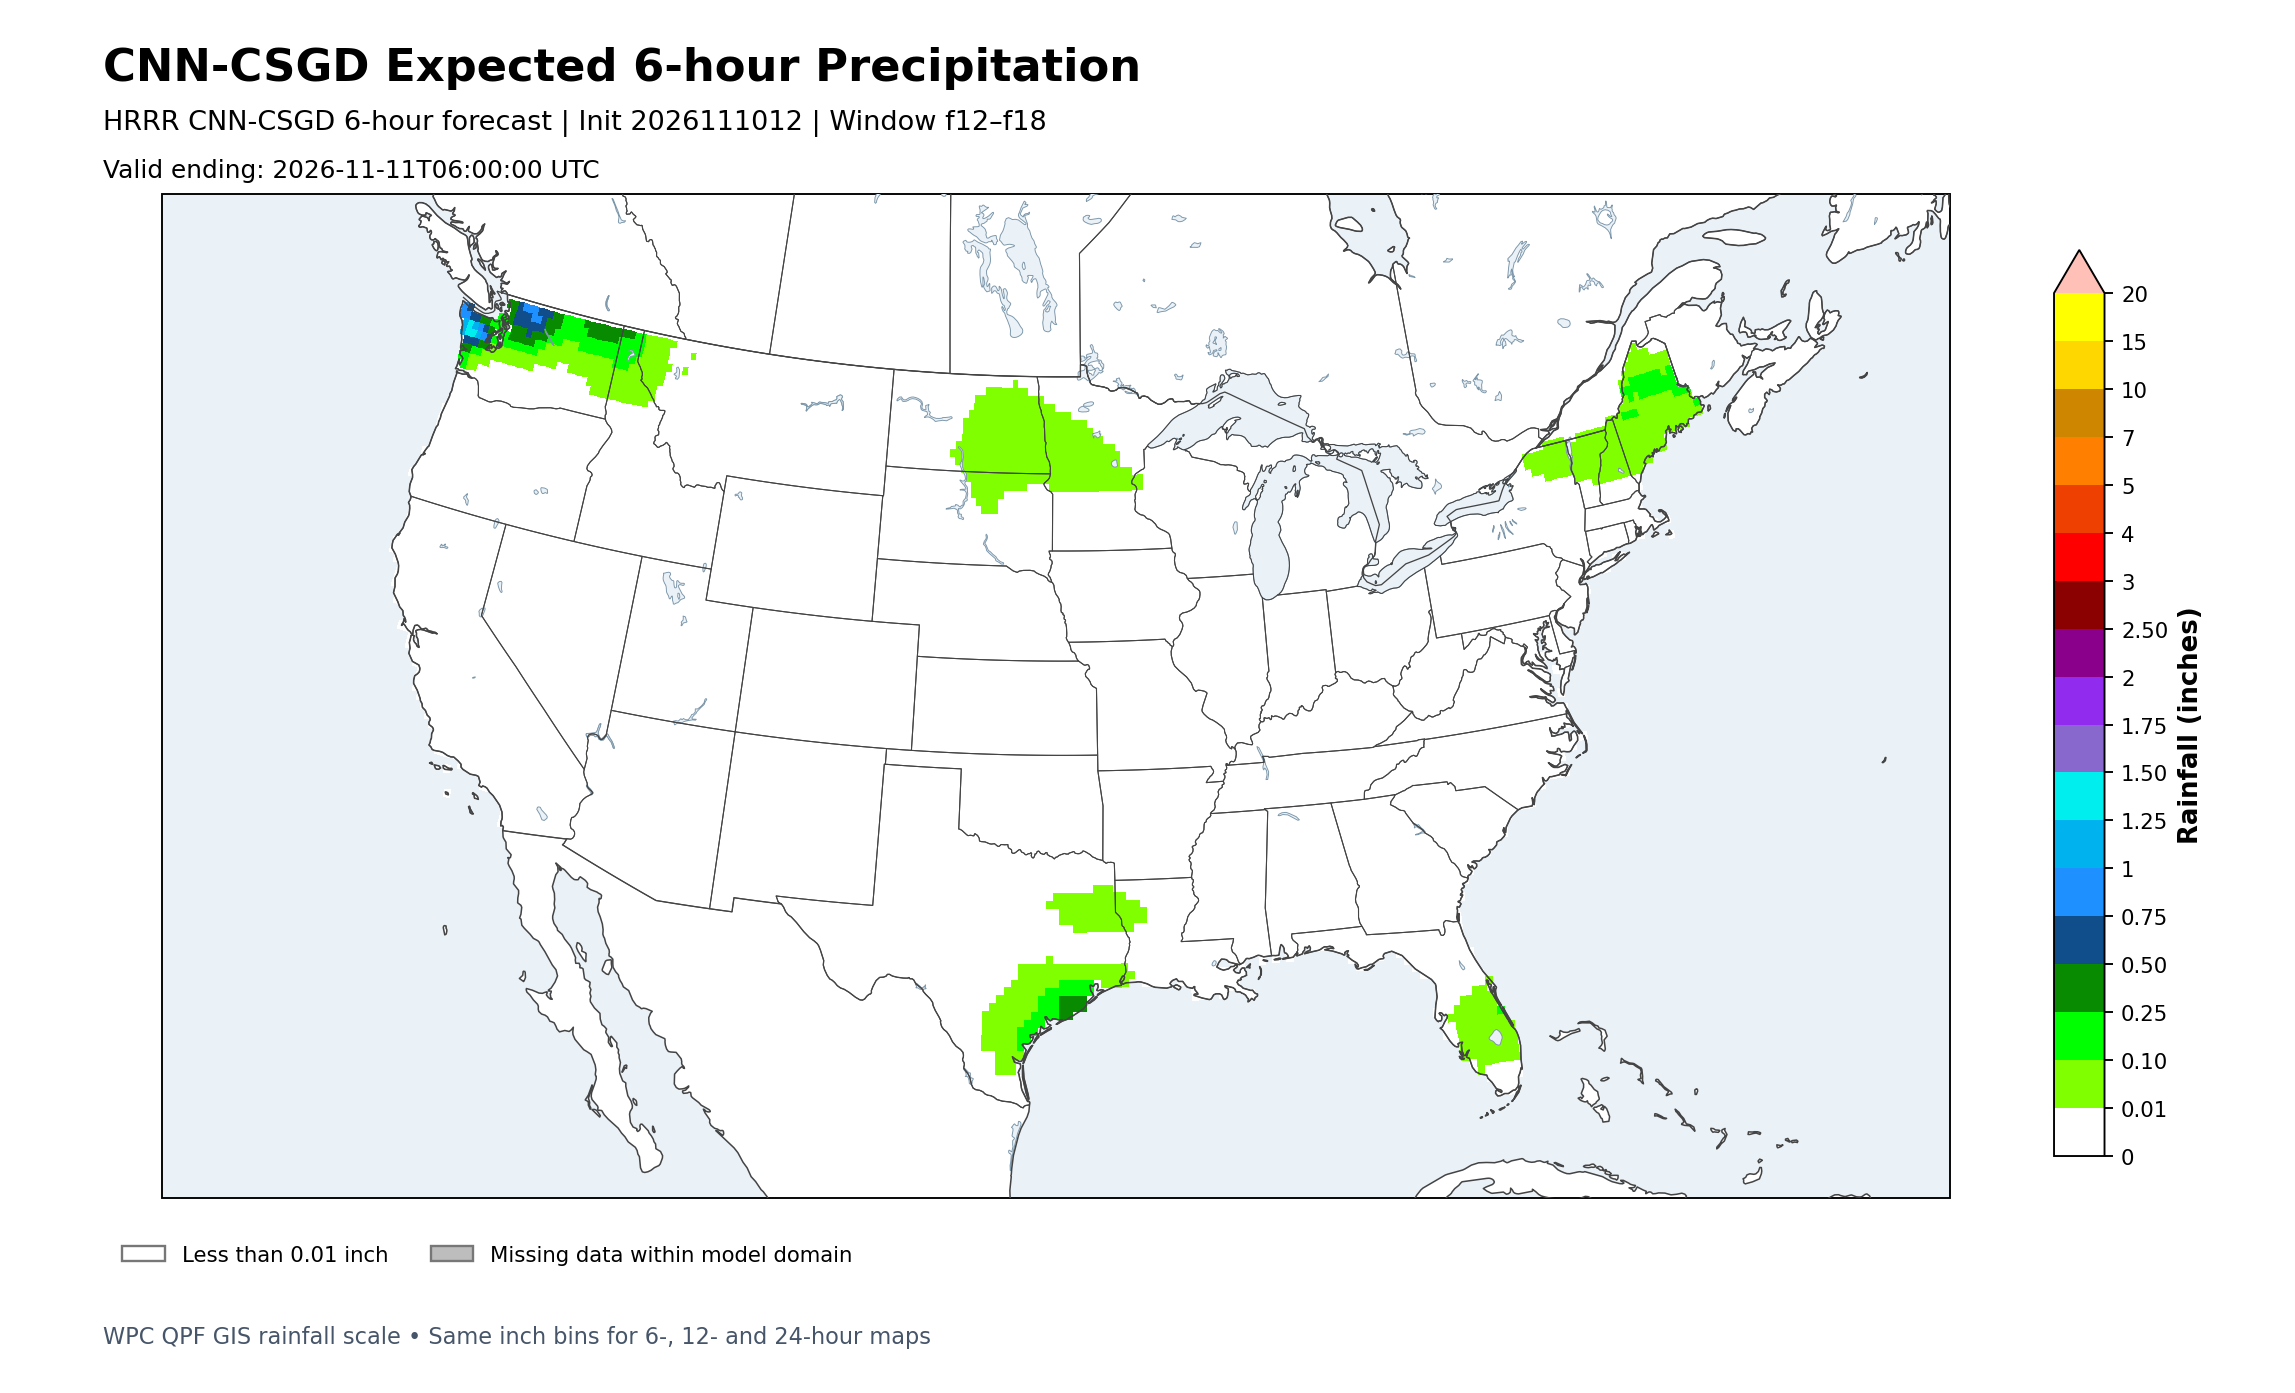 CNN-CSGD Expected 6-hour Precipitation
HRRR CNN-CSGD 6-hour forecast | Init 2026111012 | Window f12–f18
Valid ending: 2026-11-11T06:00:00 UTC
20
15
10
7
5
4
3
2.50
2
1.75
1.50
1.25
1
0.75
0.50
0.25
0.10
0.01
0
Rainfall (inches)
Less than 0.01 inch
Missing data within model domain
WPC QPF GIS rainfall scale • Same inch bins for 6-, 12- and 24-hour maps